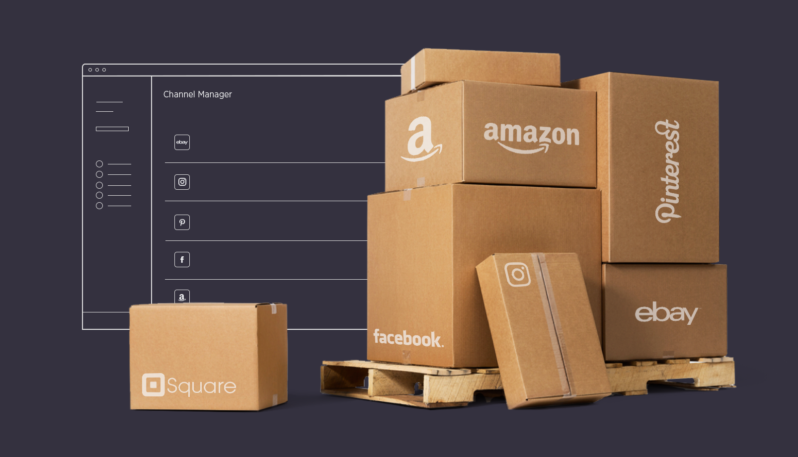 Channel Manager
ebay
a
amazon
Pinterest
facebook.
ebay
Square